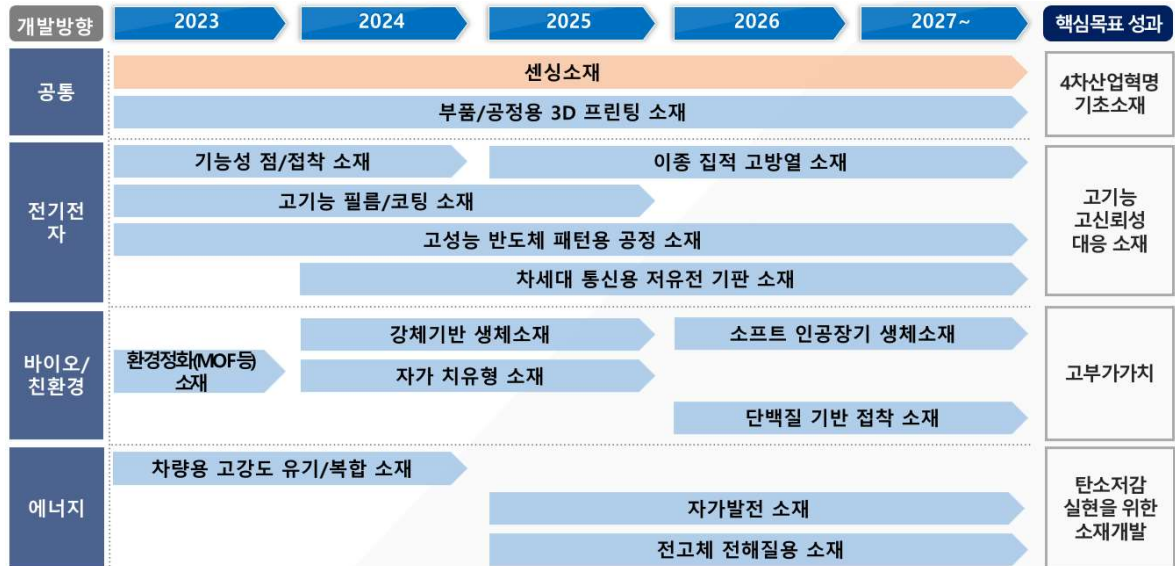 개발방향
2023
2024
2025
2026
2027~
핵심목표 성과
공통
센싱소재
부품/공정용 3D 프린팅 소재
4차산업혁명
기초소재
전기전
자
기능성 점/접착 소재
이종 집적 고방열 소재
고기능 필름/코팅 소재
고성능 반도체 패턴용 공정 소재
차세대 통신용 저유전 기판 소재
고기능
고신뢰성
대응 소재
바이오/
친환경
환경정화(MOF등)
소재
강체기반 생체소재
소프트 인공장기 생체소재
자가 치유형 소재
단백질 기반 접착 소재
고부가가치
에너지
차량용 고강도 유기/복합 소재
자가발전 소재
전고체 전해질용 소재
탄소저감
실현을 위한
소재개발